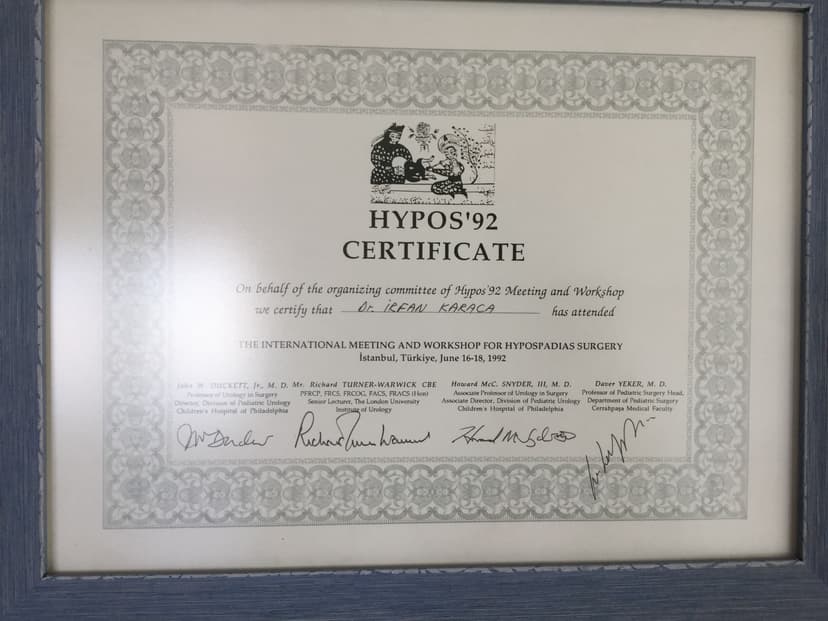 HYPOS'92
CERTIFICATE
On behalf of the organizing committee of Hypos'92 Meeting and Workshop
we certify that Dr. İRFAN KARACA has attended
THE INTERNATIONAL MEETING AND WORKSHOP FOR HYPOSPADIAS SURGERY
İstanbul, Türkiye, June 16-18, 1992
John W. DUCKETT, Jr., M. D.
Professor of Urology in Surgery
Director, Division of Pediatric Urology
Children's Hospital of Philadelphia
Mr. Richard TURNER-WARWICK CBE
PFRCP, FRCS, FRCOG, FACS, FRACS (Hon)
Senior Lecturer, The London University
Institute of Urology
Howard McC. SNYDER, III, M. D.
Associate Professor of Urology in Surgery
Associate Director, Division of Pediatric Urology
Children's Hospital of Philadelphia
Daver YEKER, M. D.
Professor of Pediatric Surgery Head,
Department of Pediatric Surgery
Cerrahpaşa Medical Faculty